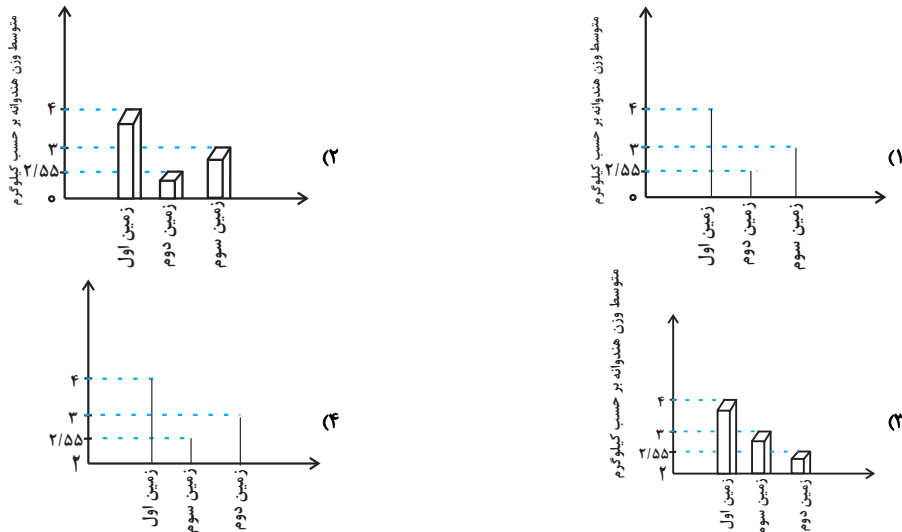 ۱)
متوسط وزن هندوانه بر حسب کیلوگرم
۴
۳
۲/۵۵
۰
زمین اول
زمین دوم
زمین سوم
۲)
متوسط وزن هندوانه بر حسب کیلوگرم
۴
۳
۲/۵۵
۰
زمین اول
زمین دوم
زمین سوم
۳)
متوسط وزن هندوانه بر حسب کیلوگرم
۴
۳
۲/۵۵
۲
زمین اول
زمین سوم
زمین دوم
۴)
۴
۳
۲/۵۵
۲
زمین اول
زمین سوم
زمین دوم